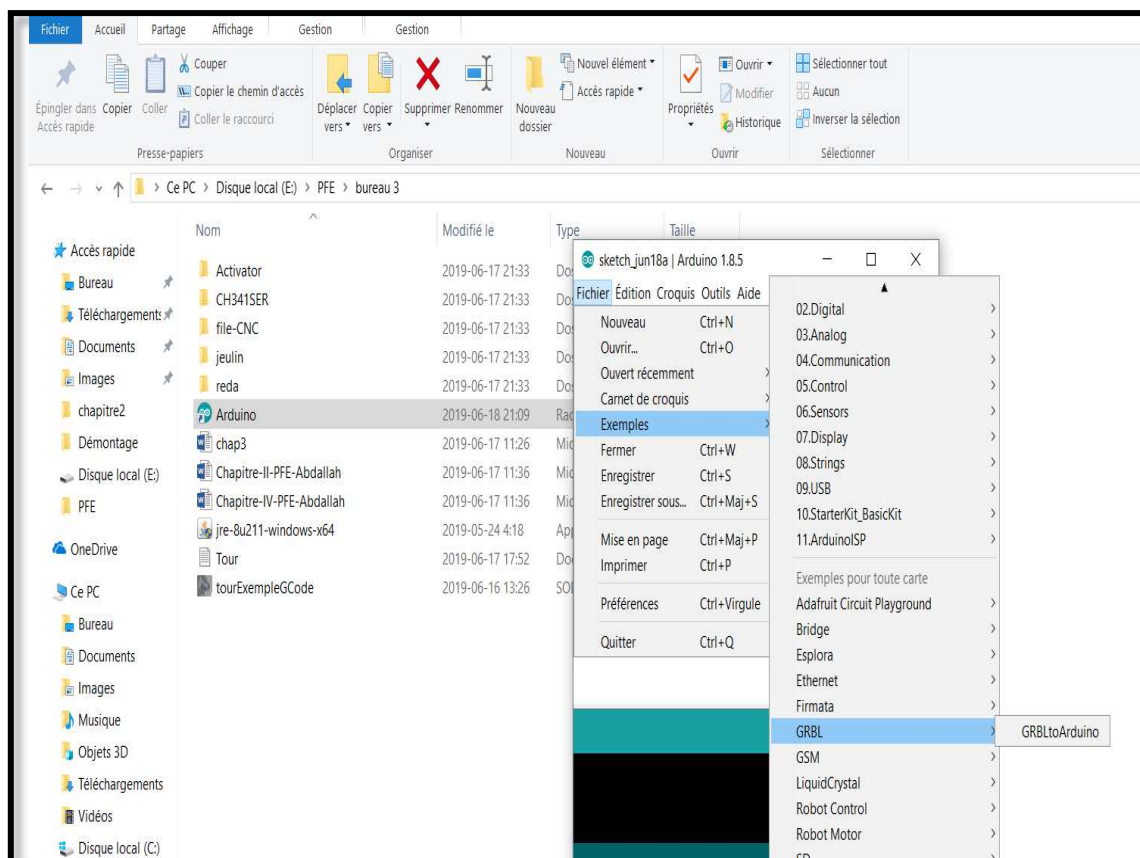 Fichier Accueil Partage Affichage Gestion Gestion
Épingler dans Accès rapide
Copier
Coller
Couper
Copier le chemin d'accès
Coller le raccourci
Déplacer vers
Copier vers
Supprimer
Renommer
Nouveau dossier
Nouvel élément
Accès rapide
Propriétés
Ouvrir
Modifier
Historique
Sélectionner tout
Aucun
Inverser la sélection
Presse-papiers Organiser Nouveau Ouvrir Sélectionner
Ce PC > Disque local (E:) > PFE > bureau 3
Accès rapide
Bureau
Téléchargements
Documents
Images
chapitre2
Démontage
Disque local (E:)
PFE
OneDrive
Ce PC
Bureau
Documents
Images
Musique
Objets 3D
Téléchargements
Vidéos
Disque local (C:)
Nom Modifié le Type Taille
Activator 2019-06-17 21:33
CH341SER 2019-06-17 21:33
file-CNC 2019-06-17 21:33
jeulin 2019-06-17 21:33
reda 2019-06-17 21:33
Arduino 2019-06-18 21:09
chap3 2019-06-17 11:26
Chapitre-II-PFE-Abdallah 2019-06-17 11:36
Chapitre-IV-PFE-Abdallah 2019-06-17 11:36
jre-8u211-windows-x64 2019-05-24 4:18
Tour 2019-06-17 17:52
tourExempleGCode 2019-06-16 13:26
sketch_jun18a | Arduino 1.8.5
Fichier Édition Croquis Outils Aide
Nouveau Ctrl+N
Ouvrir... Ctrl+O
Ouvert récemment
Carnet de croquis
Exemples
Fermer Ctrl+W
Enregistrer Ctrl+S
Enregistrer sous... Ctrl+Maj+S
Mise en page Ctrl+Maj+P
Imprimer Ctrl+P
Préférences Ctrl+Virgule
Quitter Ctrl+Q
02.Digital
03.Analog
04.Communication
05.Control
06.Sensors
07.Display
08.Strings
09.USB
10.StarterKit_BasicKit
11.ArduinoISP
Exemples pour toute carte
Adafruit Circuit Playground
Bridge
Esplora
Ethernet
Firmata
GRBL
GSM
LiquidCrystal
Robot Control
Robot Motor
GRBLtoArduino